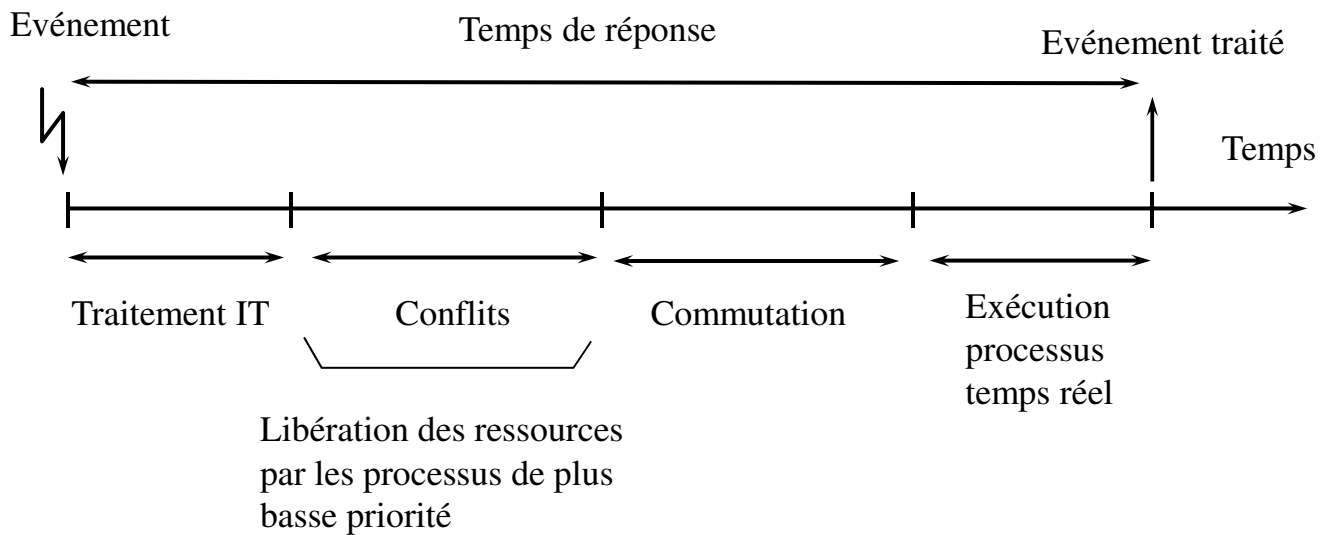 Evénement
Temps de réponse
Evénement traité
Temps
Traitement IT
Conflits
Commutation
Exécution
processus
temps réel
Libération des ressources
par les processus de plus
basse priorité